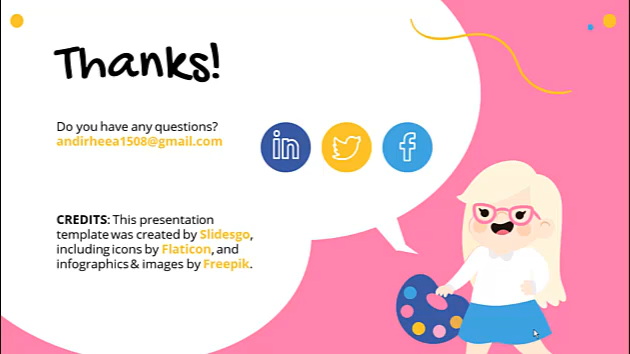 Thanks!
Do you have any questions?
andirheea1508@gmail.com
in
f
CREDITS: This presentation
template was created by Slidesgo,
including icons by Flaticon, and
infographics & images by Freepik.